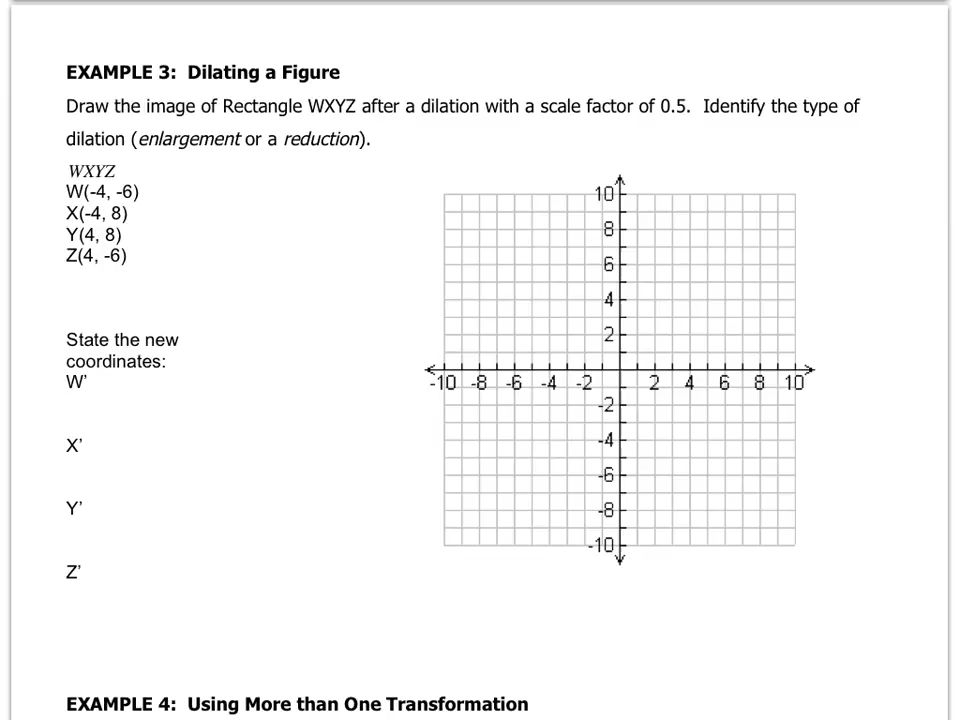 EXAMPLE 3:  Dilating a Figure
Draw the image of Rectangle WXYZ after a dilation with a scale factor of 0.5.  Identify the type of
dilation (enlargement or a reduction).
WXYZ
W(-4, -6)
X(-4, 8)
Y(4, 8)
Z(4, -6)
10
8
6
4
2
-10 -8 -6 -4 -2 2 4 6 8 10
-2
-4
-6
-8
-10
State the new
coordinates:
W'
X'
Y'
Z'
EXAMPLE 4:  Using More than One Transformation